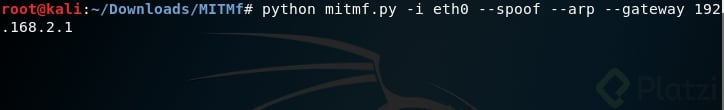 root@kali:~/Downloads/MITMf# python mitmf.py -i eth0 --spoof --arp --gateway 192
.168.2.1
Platzi